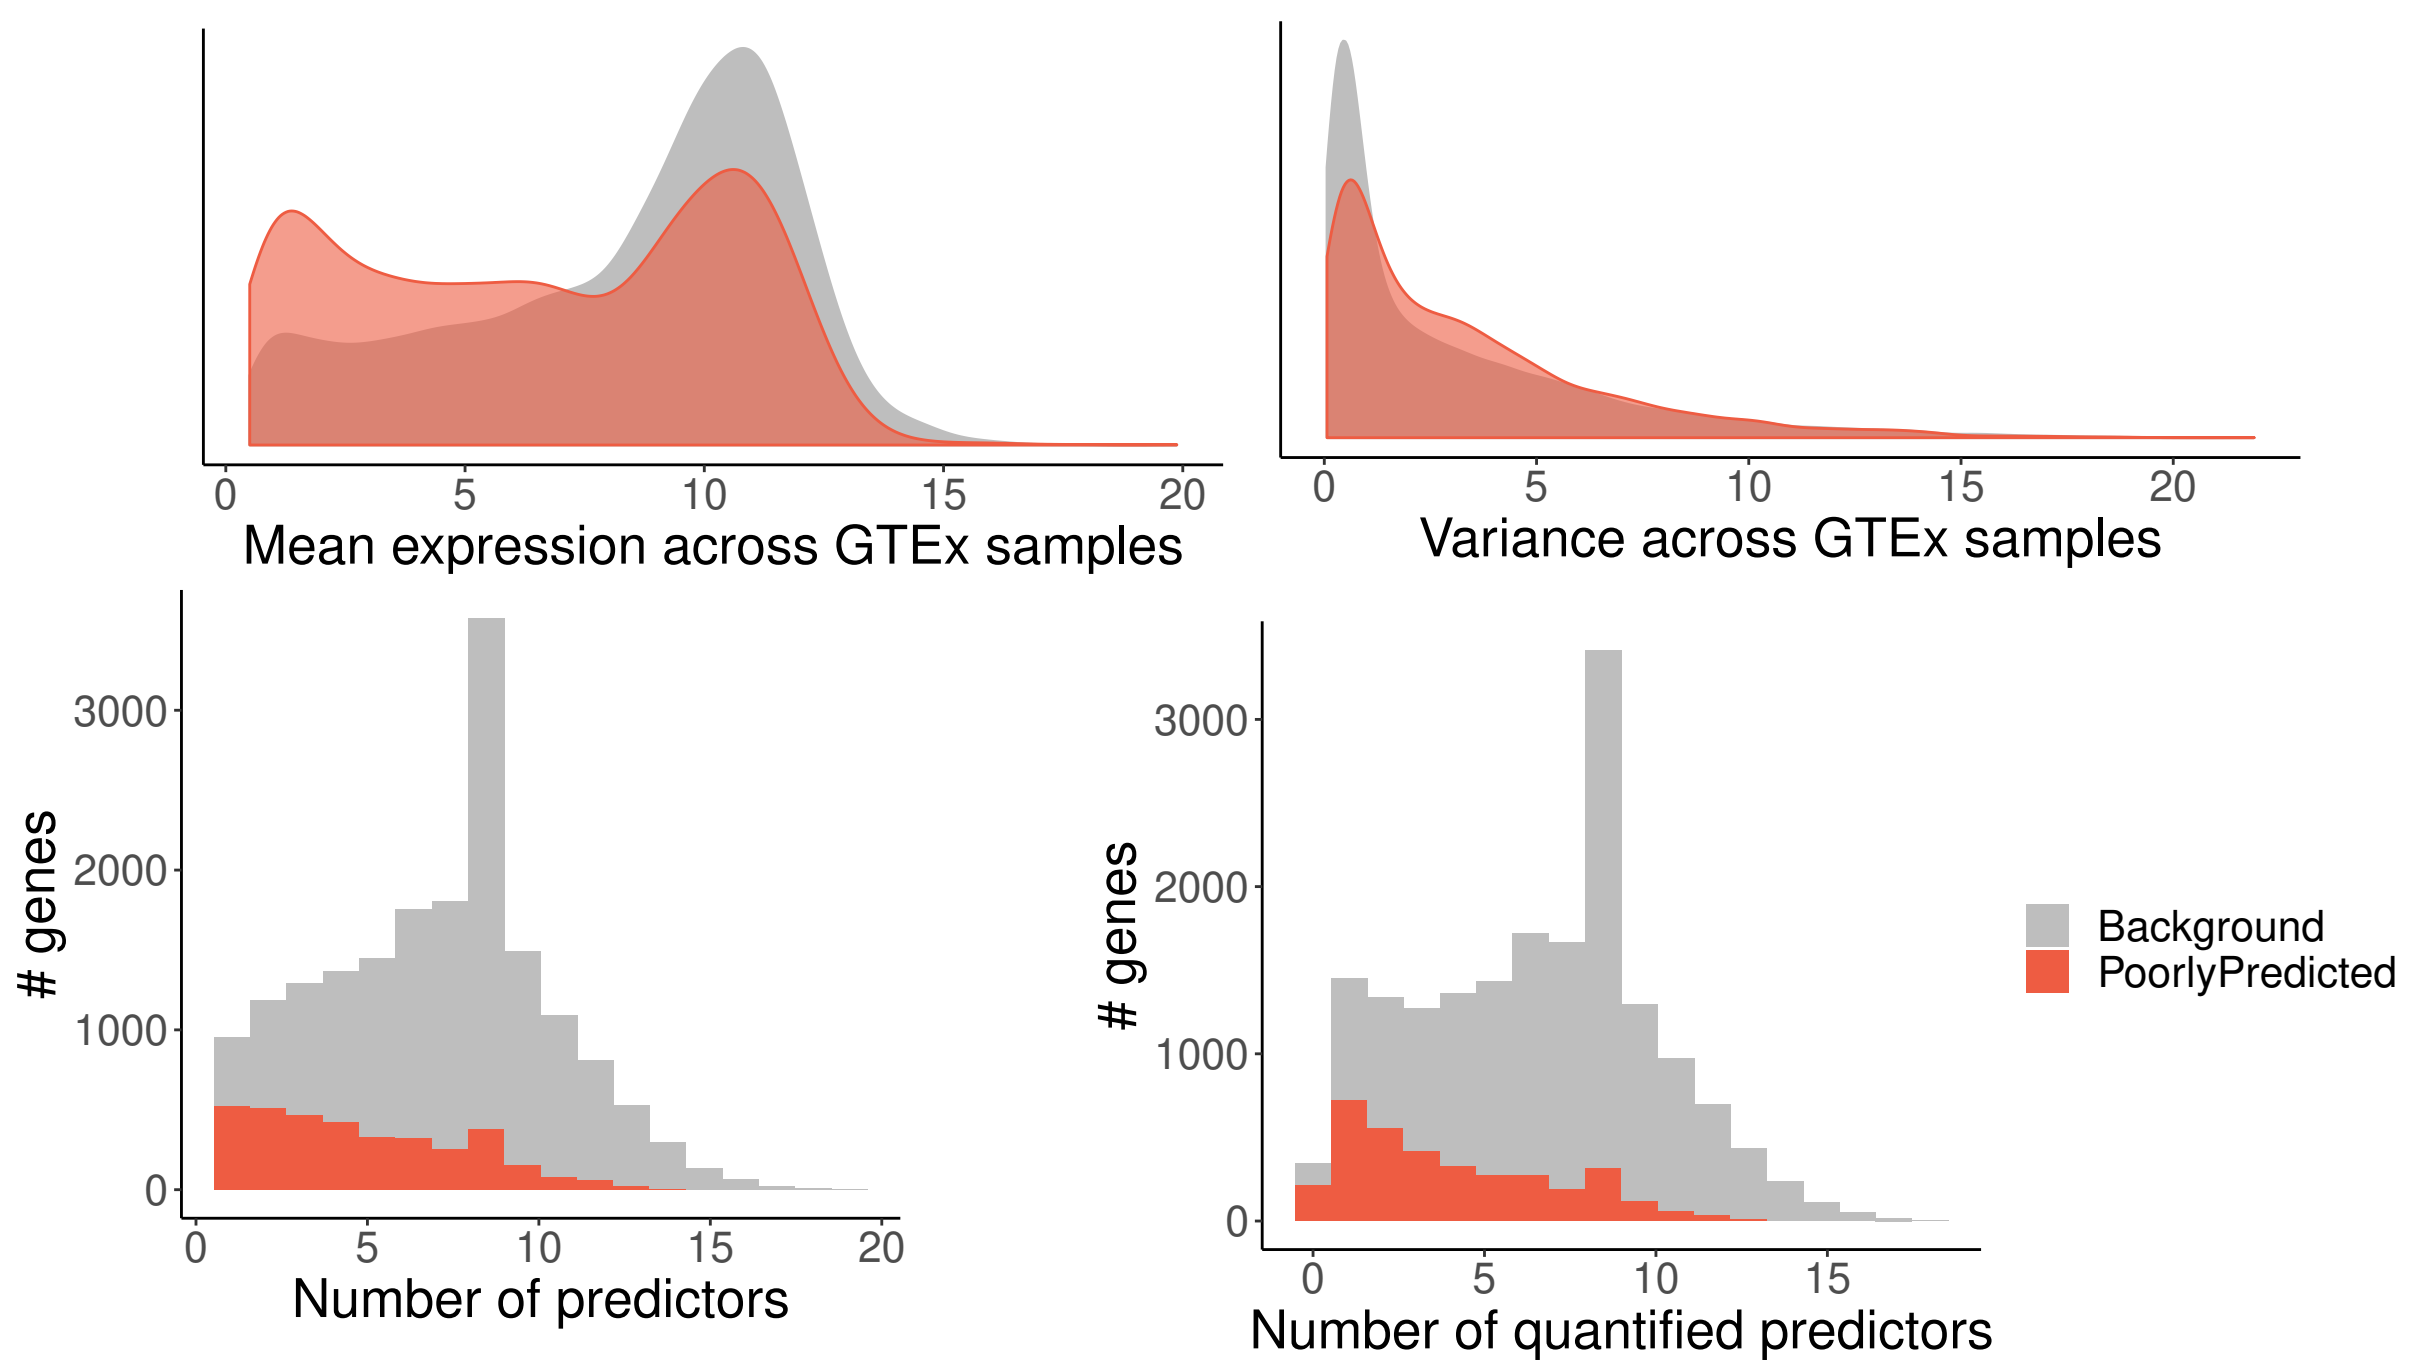 0 5 10 15 20
Mean expression across GTEx samples
0 5 10 15 20
Variance across GTEx samples
# genes
3000
2000
1000
0
0 5 10 15 20
Number of predictors
# genes
3000
2000
1000
0
0 5 10 15
Number of quantified predictors
Background
PoorlyPredicted